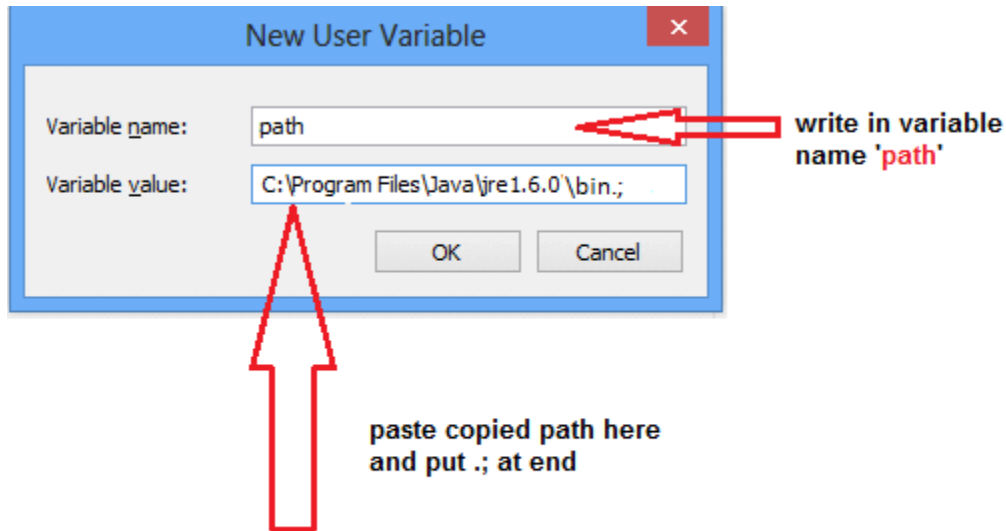 New User Variable
Variable name:
path
write in variable
name 'path'
Variable value:
C:\Program Files\Java\jre1.6.0'\bin.;
OK
Cancel
paste copied path here
and put .; at end